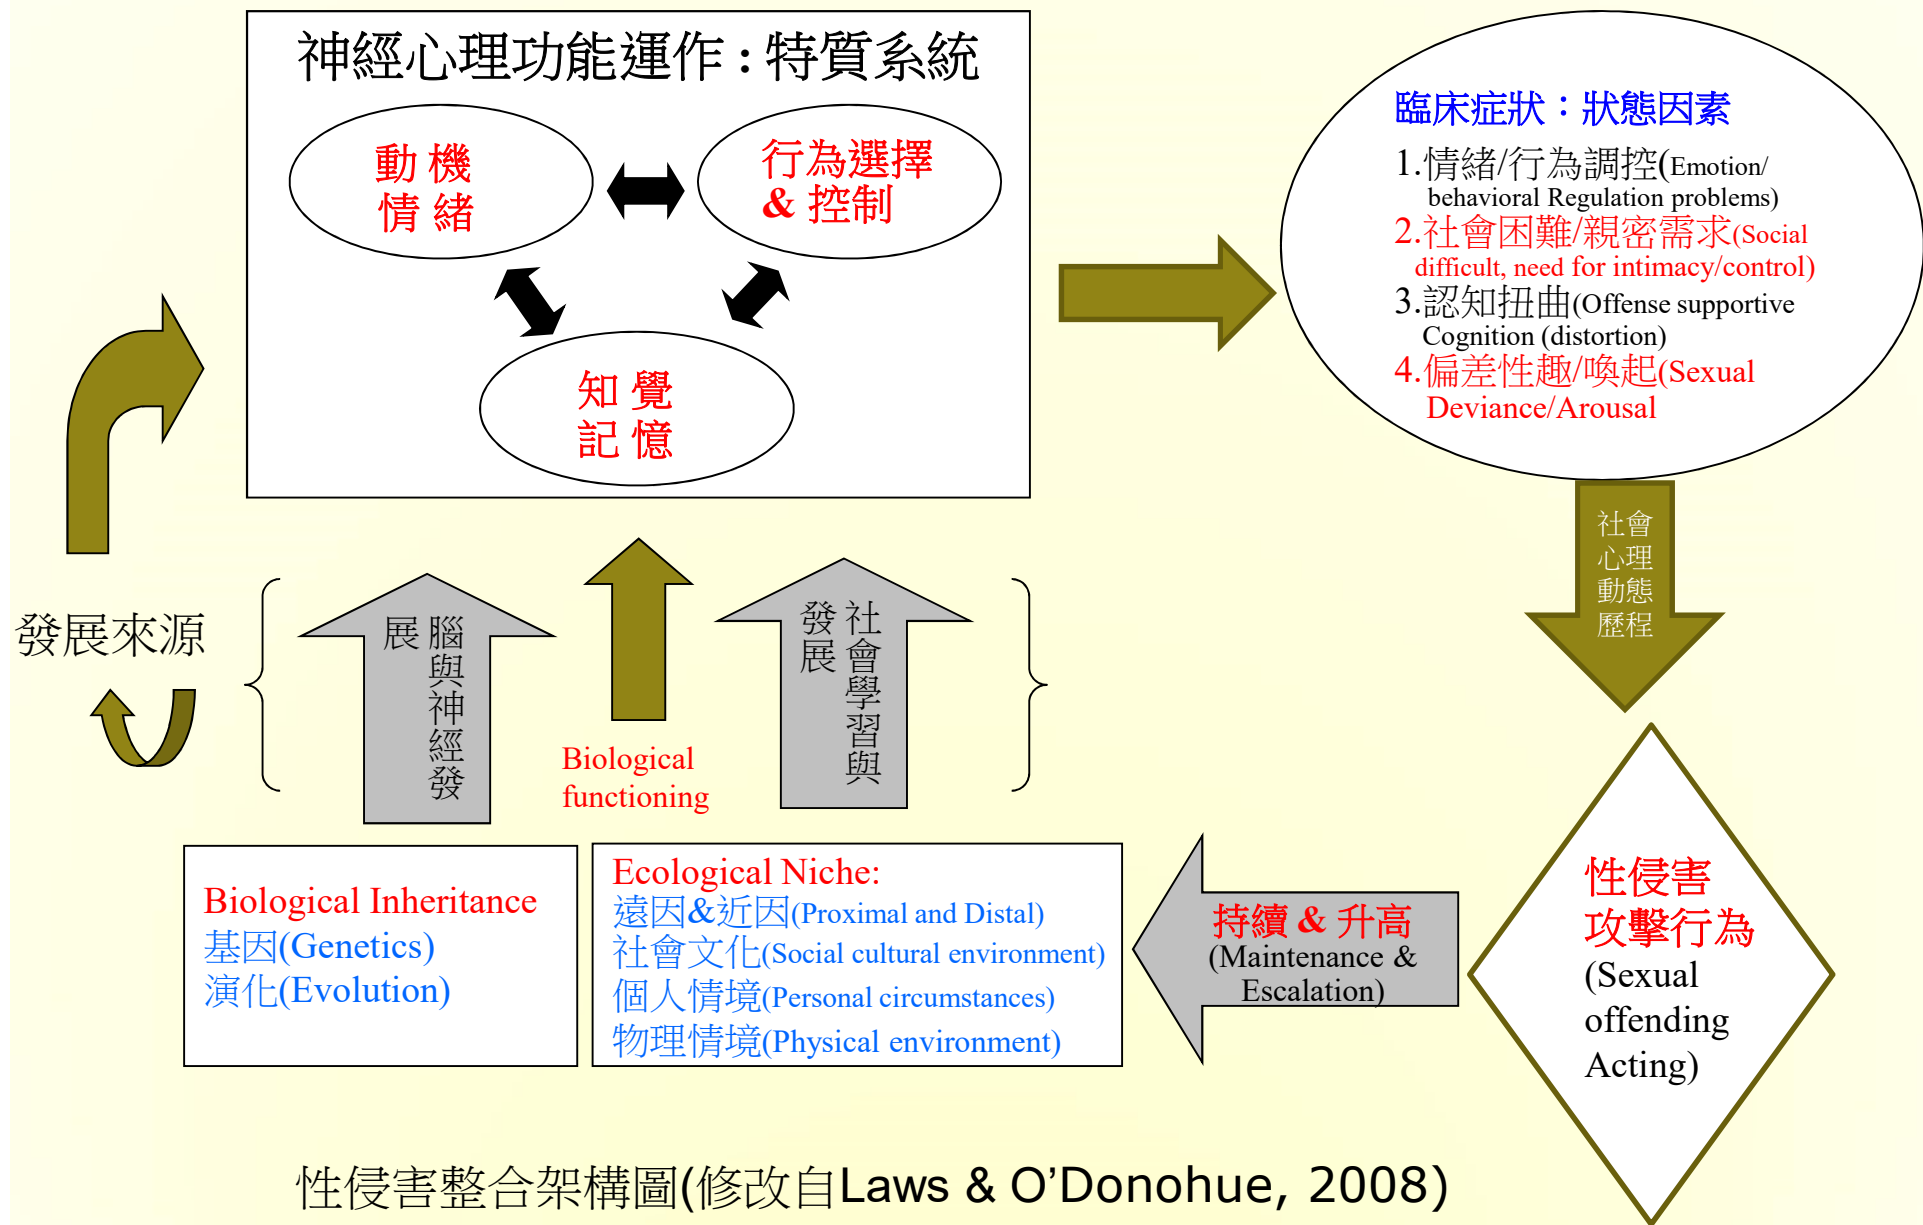 神經心理功能運作 : 特質系統
動 機
情 緒
行為選擇
& 控制
知 覺
記 憶
臨床症狀：狀態因素
1.情緒/行為調控(Emotion/
behavioral Regulation problems)
2.社會困難/親密需求(Social
difficult, need for intimacy/control)
3.認知扭曲(Offense supportive
Cognition (distortion)
4.偏差性趣/喚起(Sexual
Deviance/Arousal
社會
心理
動態
歷程
發展來源
腦與神經發
展
Biological
functioning
社會學習與
發展
Biological Inheritance
基因(Genetics)
演化(Evolution)
Ecological Niche:
遠因&近因(Proximal and Distal)
社會文化(Social cultural environment)
個人情境(Personal circumstances)
物理情境(Physical environment)
持續 & 升高
(Maintenance &
Escalation)
性侵害
攻擊行為
(Sexual
offending
Acting)
性侵害整合架構圖(修改自Laws & O’Donohue, 2008)